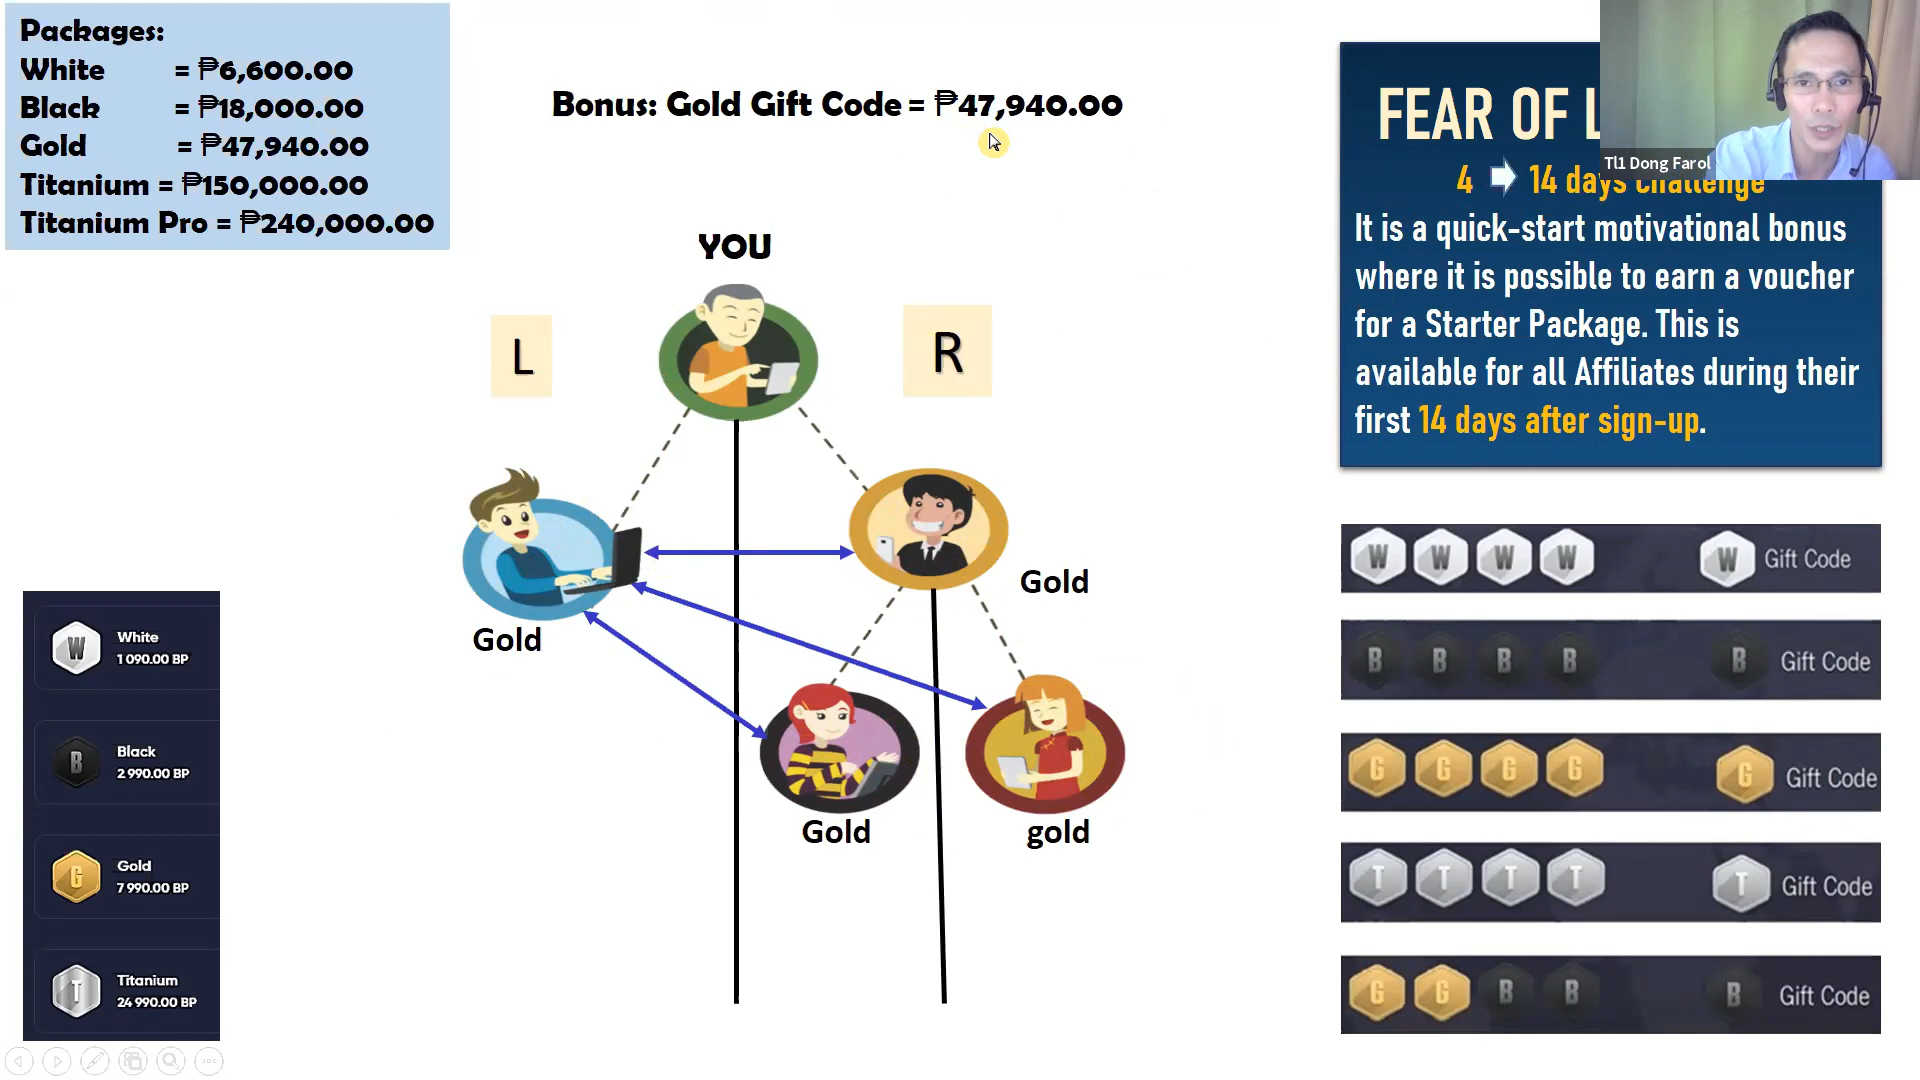 Packages:
White = ₱6,600.00
Black = ₱18,000.00
Gold = ₱47,940.00
Titanium = ₱150,000.00
Titanium Pro = ₱240,000.00
Bonus: Gold Gift Code = ₱47,940.00
YOU
L
R
Gold
Gold
Gold
gold
W White
1 090.00 BP
B Black
2 990.00 BP
G Gold
7 990.00 BP
T Titanium
24 990.00 BP
FEAR OF
Tl1 Dong Farol
4 14 days challenge
It is a quick-start motivational bonus
where it is possible to earn a voucher
for a Starter Package. This is
available for all Affiliates during their
first 14 days after sign-up.
W W W W W Gift Code
B B B B B Gift Code
G G G G G Gift Code
T T T T T Gift Code
G G B B B Gift Code